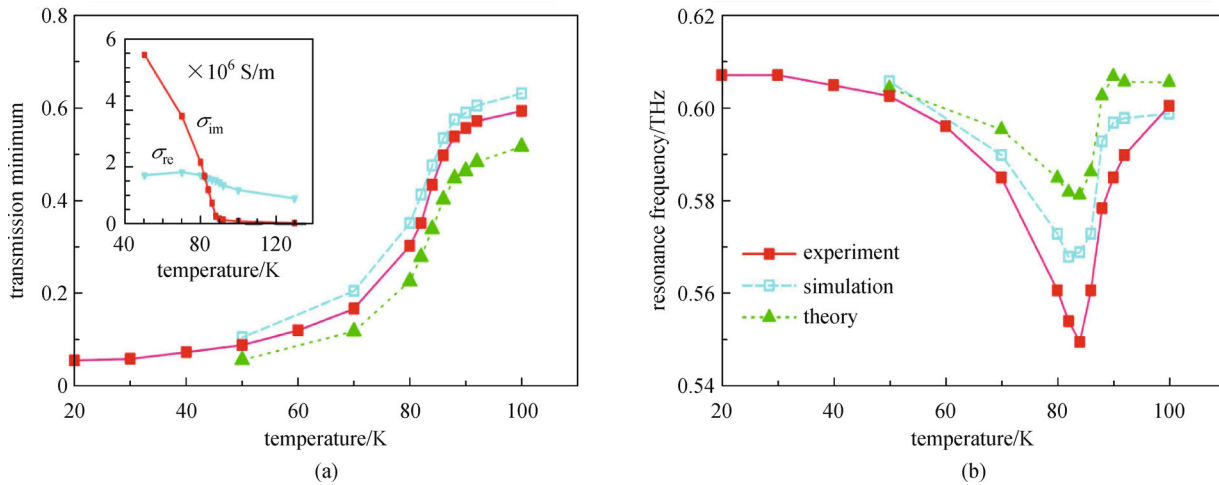 0.8
0.6
0.4
0.2
0
transmission minimum
20 40 60 80 100
temperature/K
(a)
6
4
2
0
×10⁶ S/m
σim
σre
40 80 120
temperature/K
0.62
0.60
0.58
0.56
0.54
resonance frequency/THz
experiment
simulation
theory
20 40 60 80 100
temperature/K
(b)